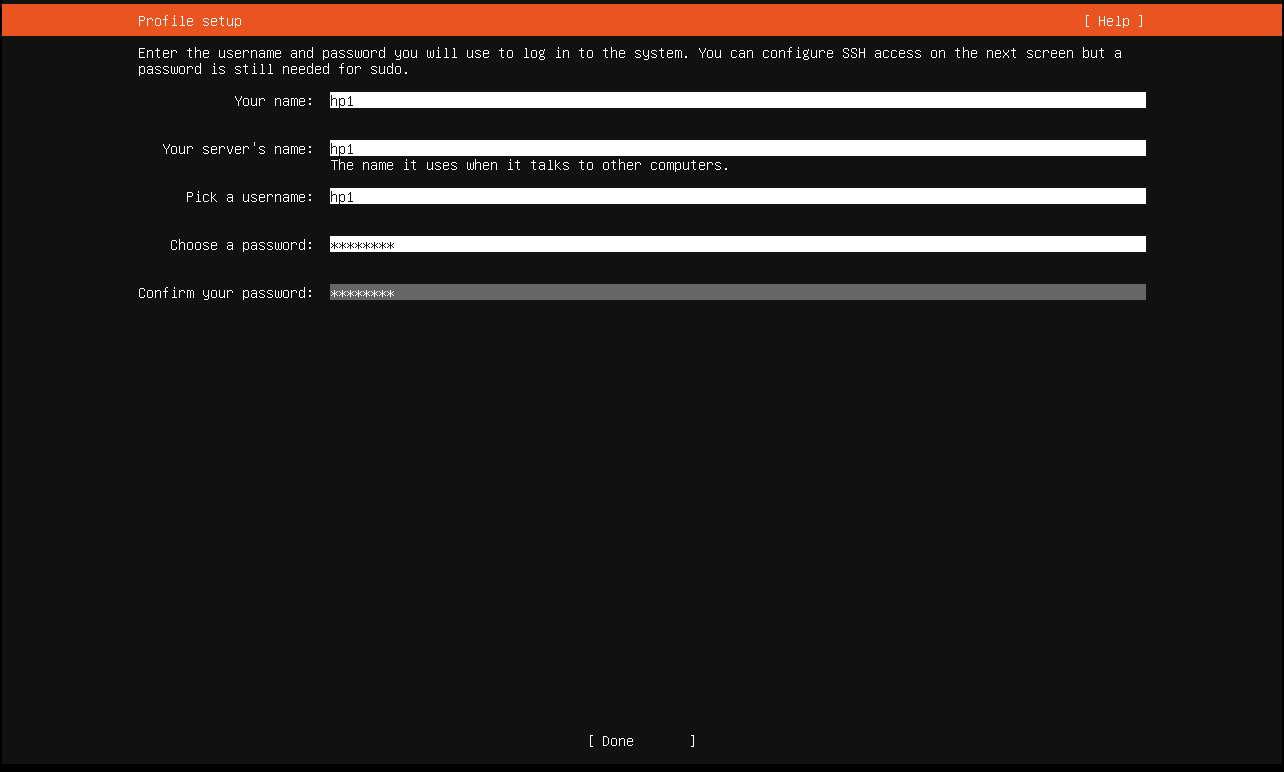 Profile setup [ Help ]
Enter the username and password you will use to log in to the system. You can configure SSH access on the next screen but a
password is still needed for sudo.
Your name: hp1
Your server's name: hp1
The name it uses when it talks to other computers.
Pick a username: hp1
Choose a password: ********
Confirm your password: ********
[ Done ]